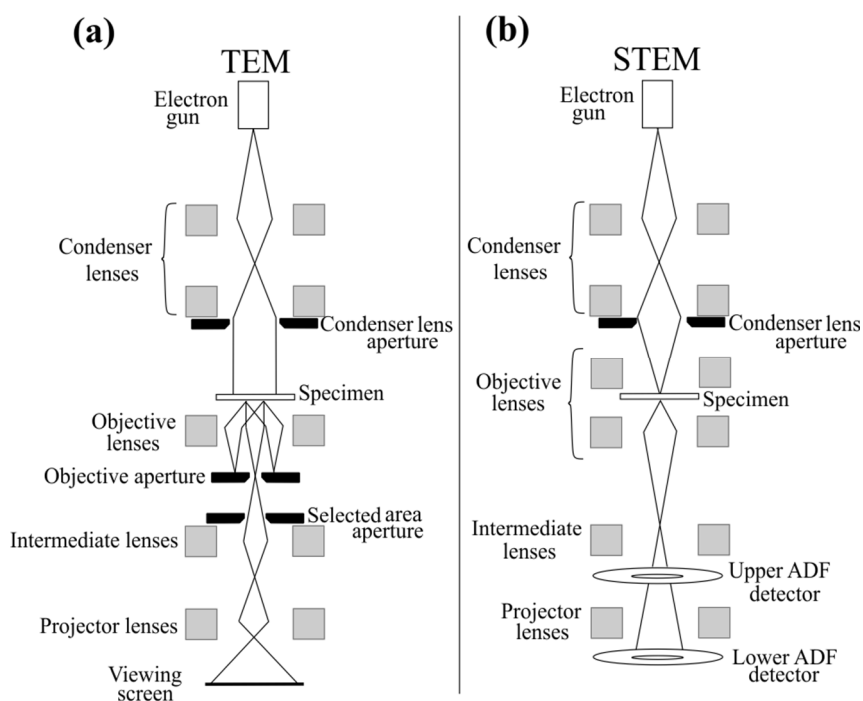 (a)
TEM
Electron
gun
Condenser
lenses
Condenser lens
aperture
Specimen
Objective
lenses
Objective aperture
Selected area
aperture
Intermediate lenses
Projector lenses
Viewing
screen
(b)
STEM
Electron
gun
Condenser
lenses
Condenser lens
aperture
Objective
lenses
Specimen
Intermediate
lenses
Upper ADF
detector
Projector
lenses
Lower ADF
detector